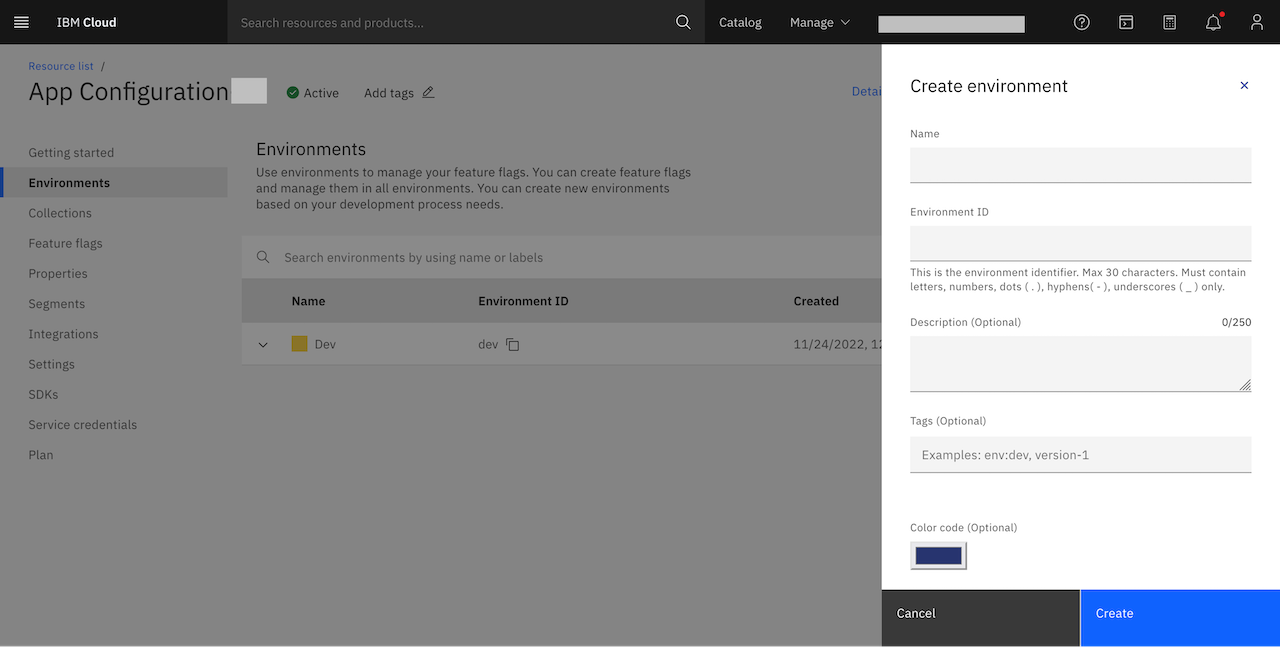 IBM Cloud
Search resources and products...
Catalog
Manage
Resource list /
App Configuration
Active
Add tags
Detai
Getting started
Environments
Collections
Feature flags
Properties
Segments
Integrations
Settings
SDKs
Service credentials
Plan
Environments
Use environments to manage your feature flags. You can create feature flags
and manage them in all environments. You can create new environments
based on your development process needs.
Search environments by using name or labels
Name Environment ID Created
Dev dev 11/24/2022, 12
Create environment
Name
Environment ID
This is the environment identifier. Max 30 characters. Must contain
letters, numbers, dots ( . ), hyphens( - ), underscores ( _ ) only.
Description (Optional) 0/250
Tags (Optional)
Examples: env:dev, version-1
Color code (Optional)
Cancel
Create